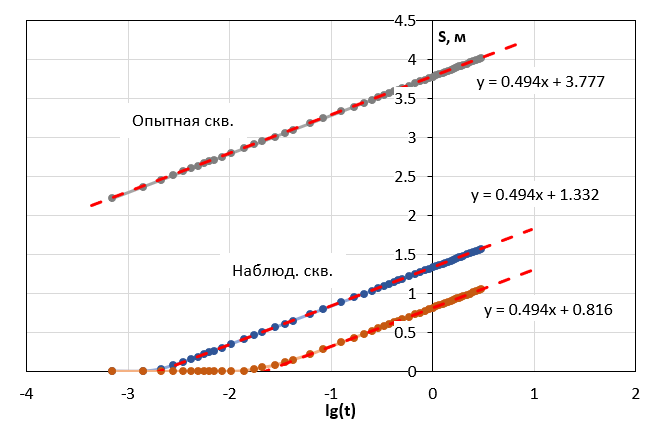 4.5
S, м
4
y = 0.494x + 3.777
3.5
Опытная скв.
3
2.5
y = 0.494x + 1.332
2
1.5
Наблюд. скв.
1
y = 0.494x + 0.816
0.5
0
-4 -3 -2 -1 0 1 2
lg(t)